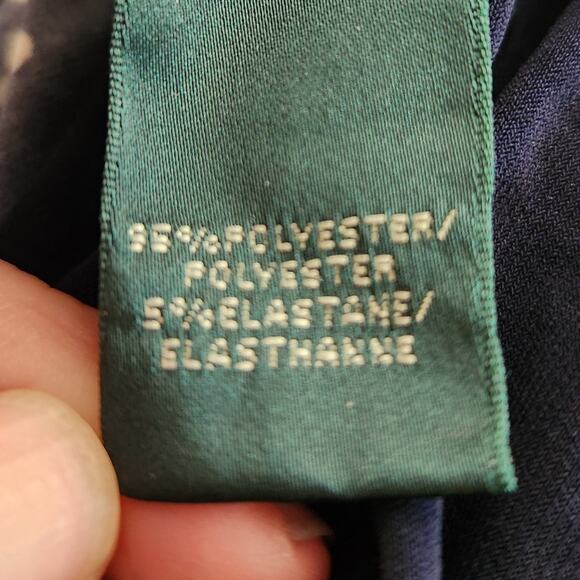 95%POLYESTER/
POLYESTER
5%ELASTANE/
ELASTHANNE